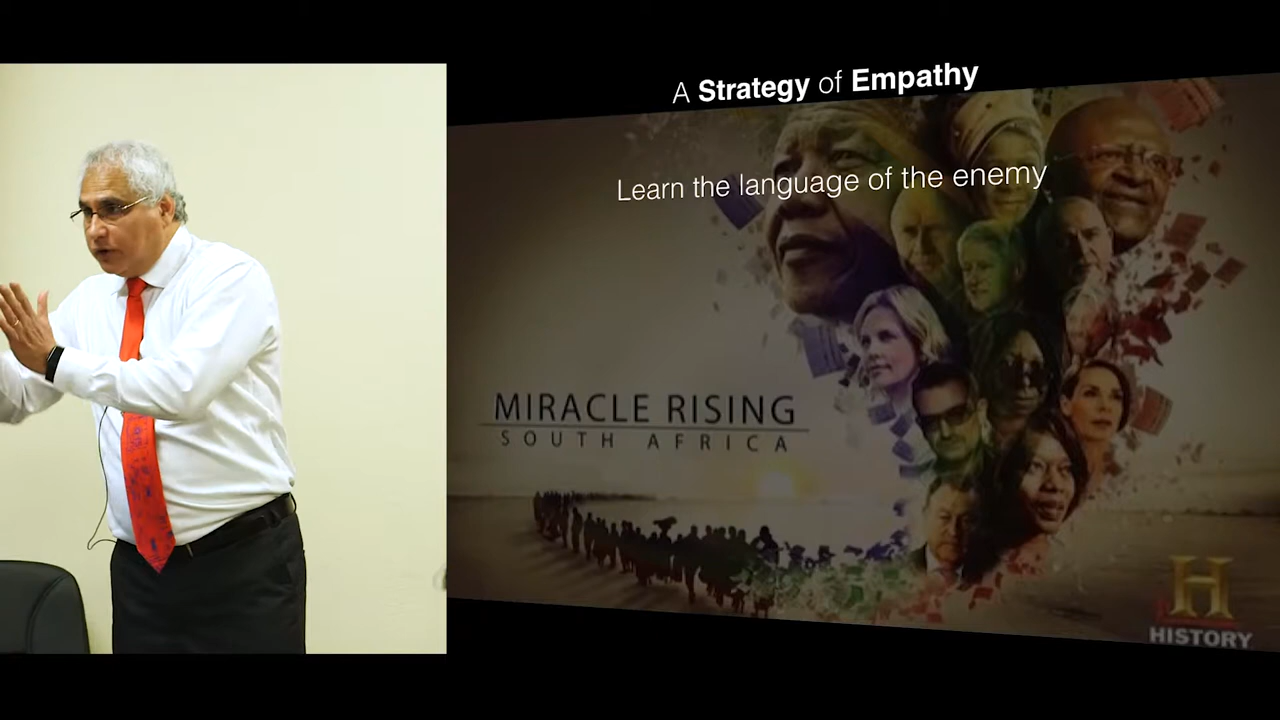 A Strategy of Empathy
Learn the language of the enemy
MIRACLE RISING
SOUTH AFRICA
H
HISTORY